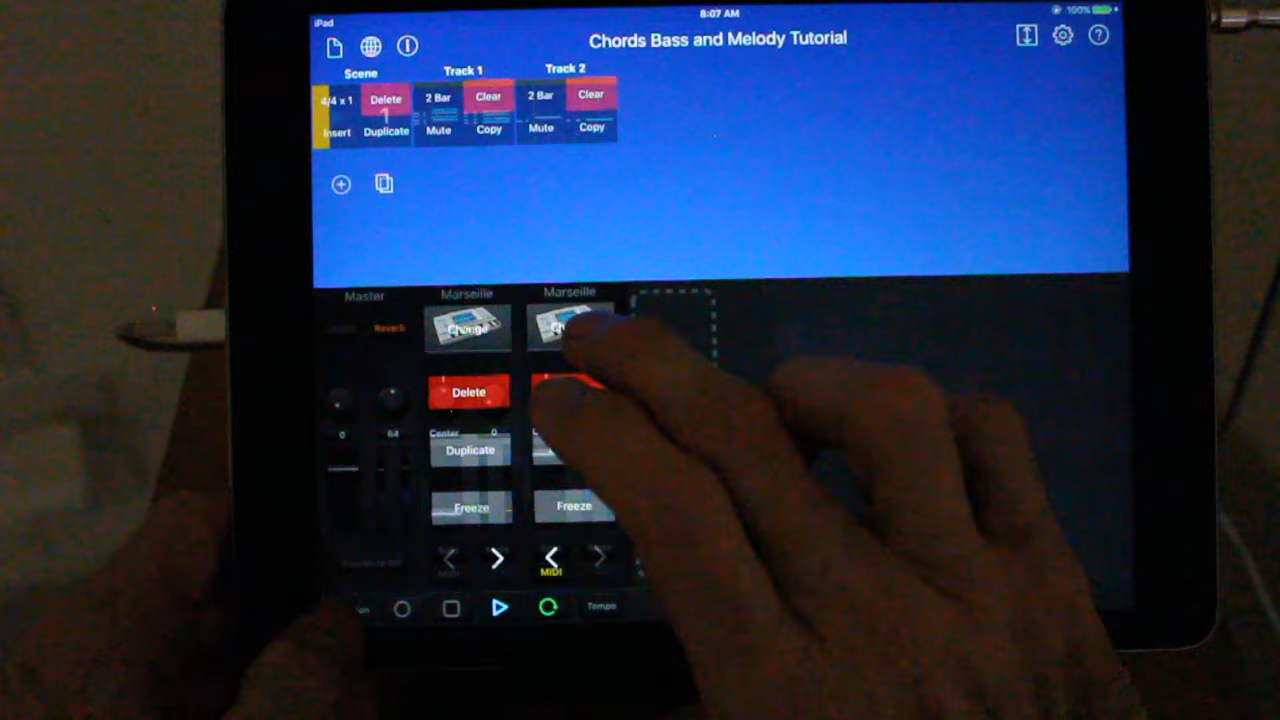 iPad
8:07 AM
100%
Chords Bass and Melody Tutorial
Scene
Track 1
Track 2
4/4 x 1
Delete
2 Bar
Clear
2 Bar
Clear
1
Insert
Duplicate
Mute
Copy
Mute
Copy
Master
Marseille
Marseille
Reverb
Change
Delete
0
64
Center
0
Duplicate
Freeze
Freeze
MIDI
MIDI
Tempo